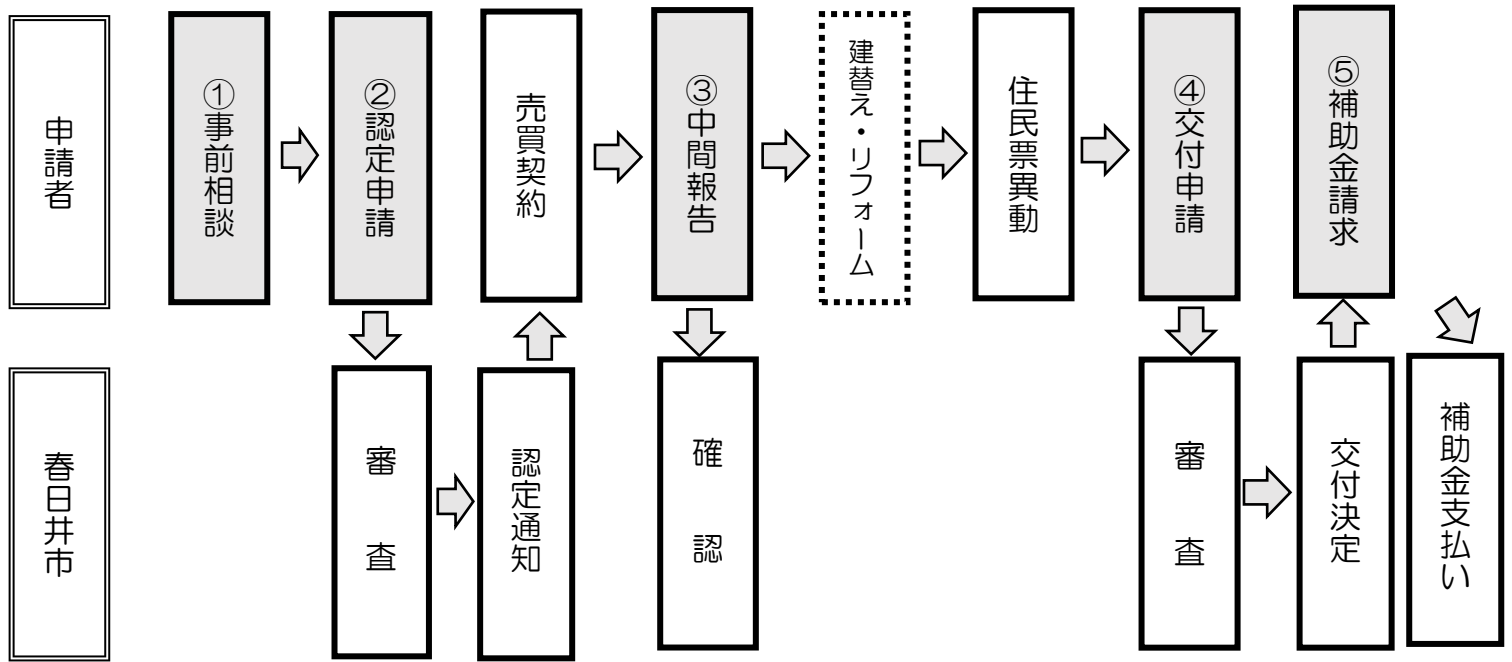 申請者
①事前相談
②認定申請
売買契約
③中間報告
建替え・リフォーム
住民票異動
④交付申請
⑤補助金請求
春日井市
審査
認定通知
確認
審査
交付決定
補助金支払い